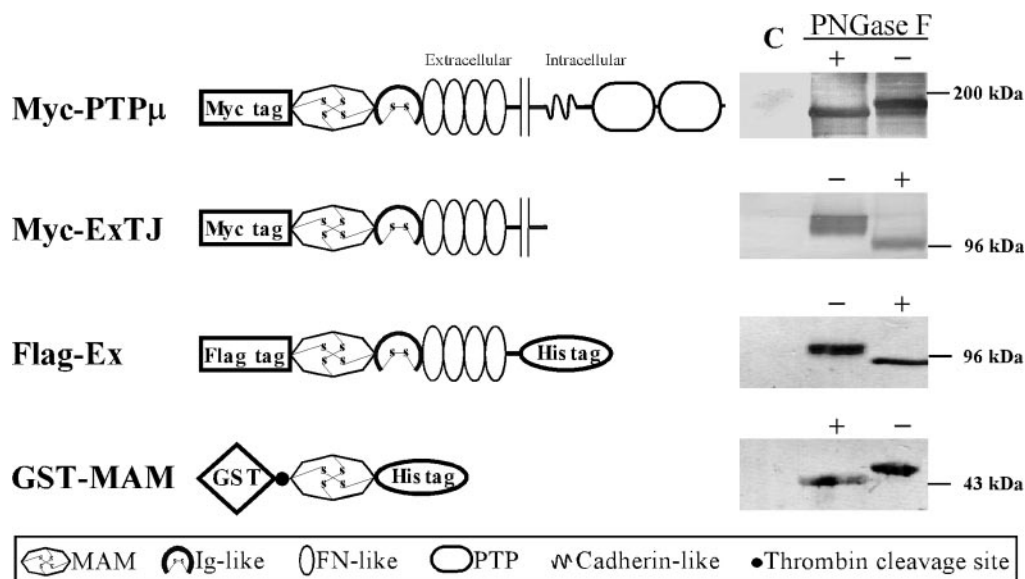 C PNGase F
Extracellular Intracellular + −
Myc-PTPμ Myc tag s s s s s-s 200 kDa
− +
Myc-ExTJ Myc tag s s s s s-s 96 kDa
− +
Flag-Ex Flag tag s s s s s-s His tag 96 kDa
+ −
GST-MAM GST s s s s His tag 43 kDa
MAM Ig-like FN-like PTP Cadherin-like Thrombin cleavage site